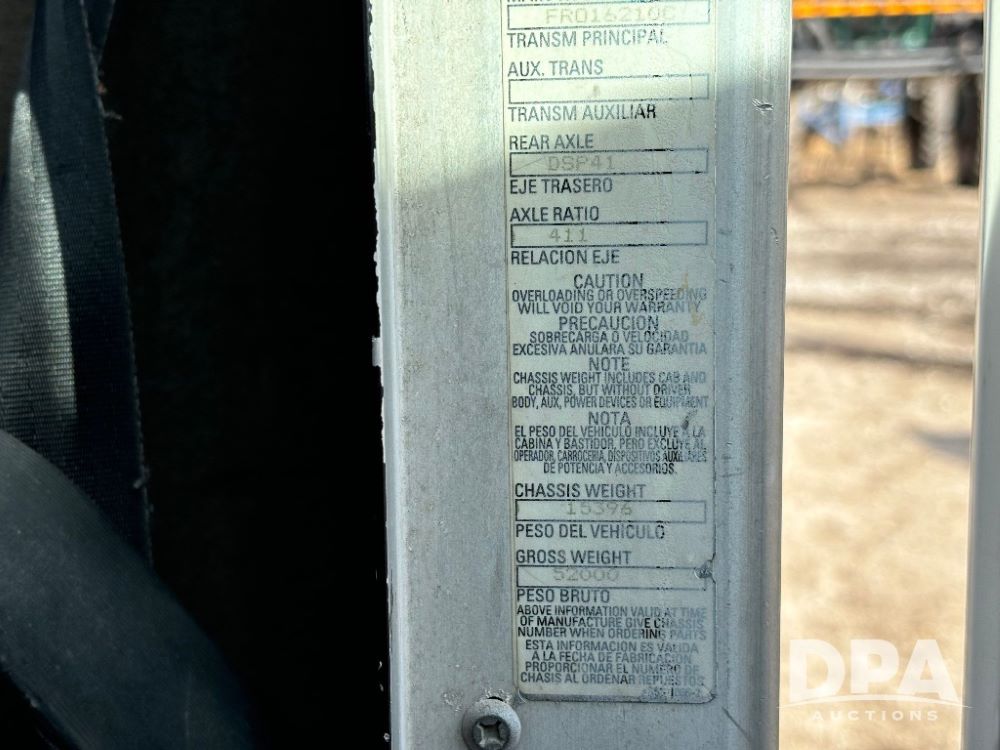 TRANSM PRINCIPAL
AUX. TRANS
TRANSM AUXILIAR
REAR AXLE
DSP41
EJE TRASERO
AXLE RATIO
411
RELACION EJE
CAUTION
OVERLOADING OR OVERSPEEDING
WILL VOID YOUR WARRANTY
PRECAUCION
SOBRECARGA O VELOCIDAD
EXCESIVA ANULARA SU GARANTIA
NOTE
CHASSIS WEIGHT INCLUDES CAB AND
CHASSIS, BUT WITHOUT DRIVER
BODY, AUX, POWER DEVICES OR EQUIPMENT
NOTA
EL PESO DEL VEHICULO INCLUYE A LA
CABINA Y BASTIDOR, PERO EXCLUYE AL
OPERADOR, CARROCERIA, DISPOSITIVOS AUXILIARES
DE POTENCIA Y ACCESORIOS.
CHASSIS WEIGHT
15396
PESO DEL VEHICULO
GROSS WEIGHT
52000
PESO BRUTO
ABOVE INFORMATION VALID AT TIME
OF MANUFACTURE GIVE CHASSIS
NUMBER WHEN ORDERING PARTS
ESTA INFORMACION ES VALIDA
A LA FECHA DE FABRICACION
PROPORCIONAR EL NUMERO DE
CHASIS AL ORDENAR REPUESTOS
DPA
AUCTIONS